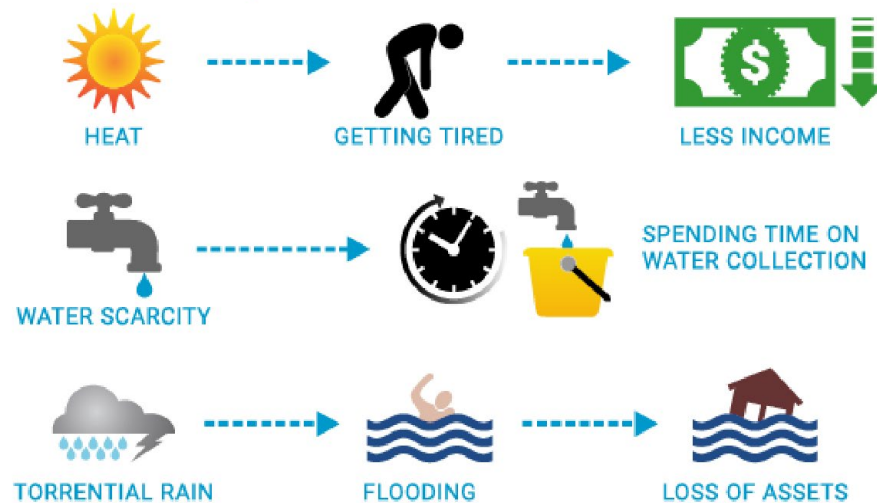 HEAT
GETTING TIRED
$
LESS INCOME
SPENDING TIME ON
WATER COLLECTION
WATER SCARCITY
TORRENTIAL RAIN
FLOODING
LOSS OF ASSETS